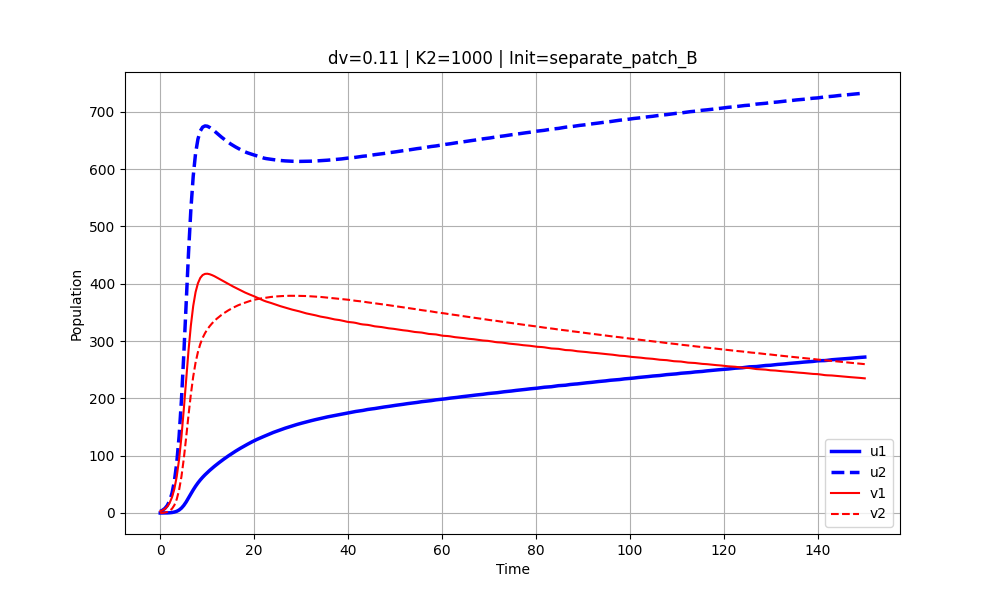 dv=0.11 | K2=1000 | Init=separate_patch_B
Population
700
600
500
400
300
200
100
0
0 20 40 60 80 100 120 140
Time
u1
u2
v1
v2